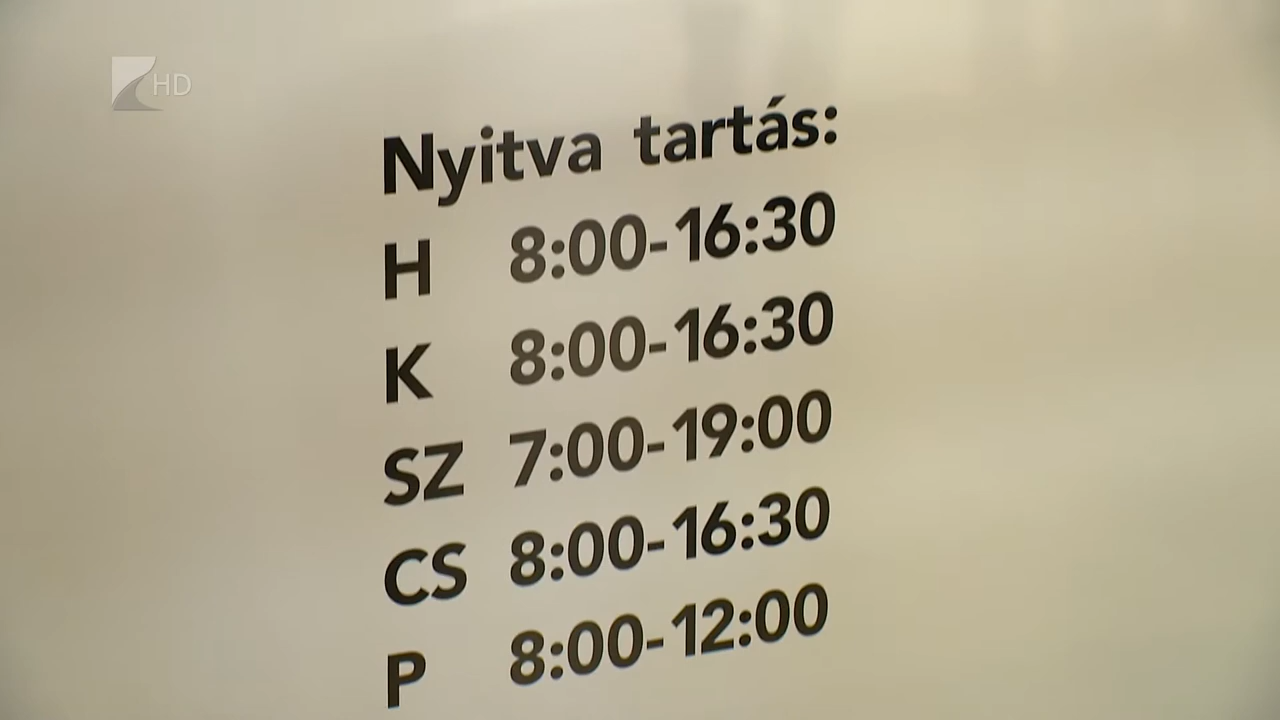 HD
Nyitva tartás:
H 8:00-16:30
K 8:00-16:30
SZ 7:00-19:00
CS 8:00-16:30
P 8:00-12:00